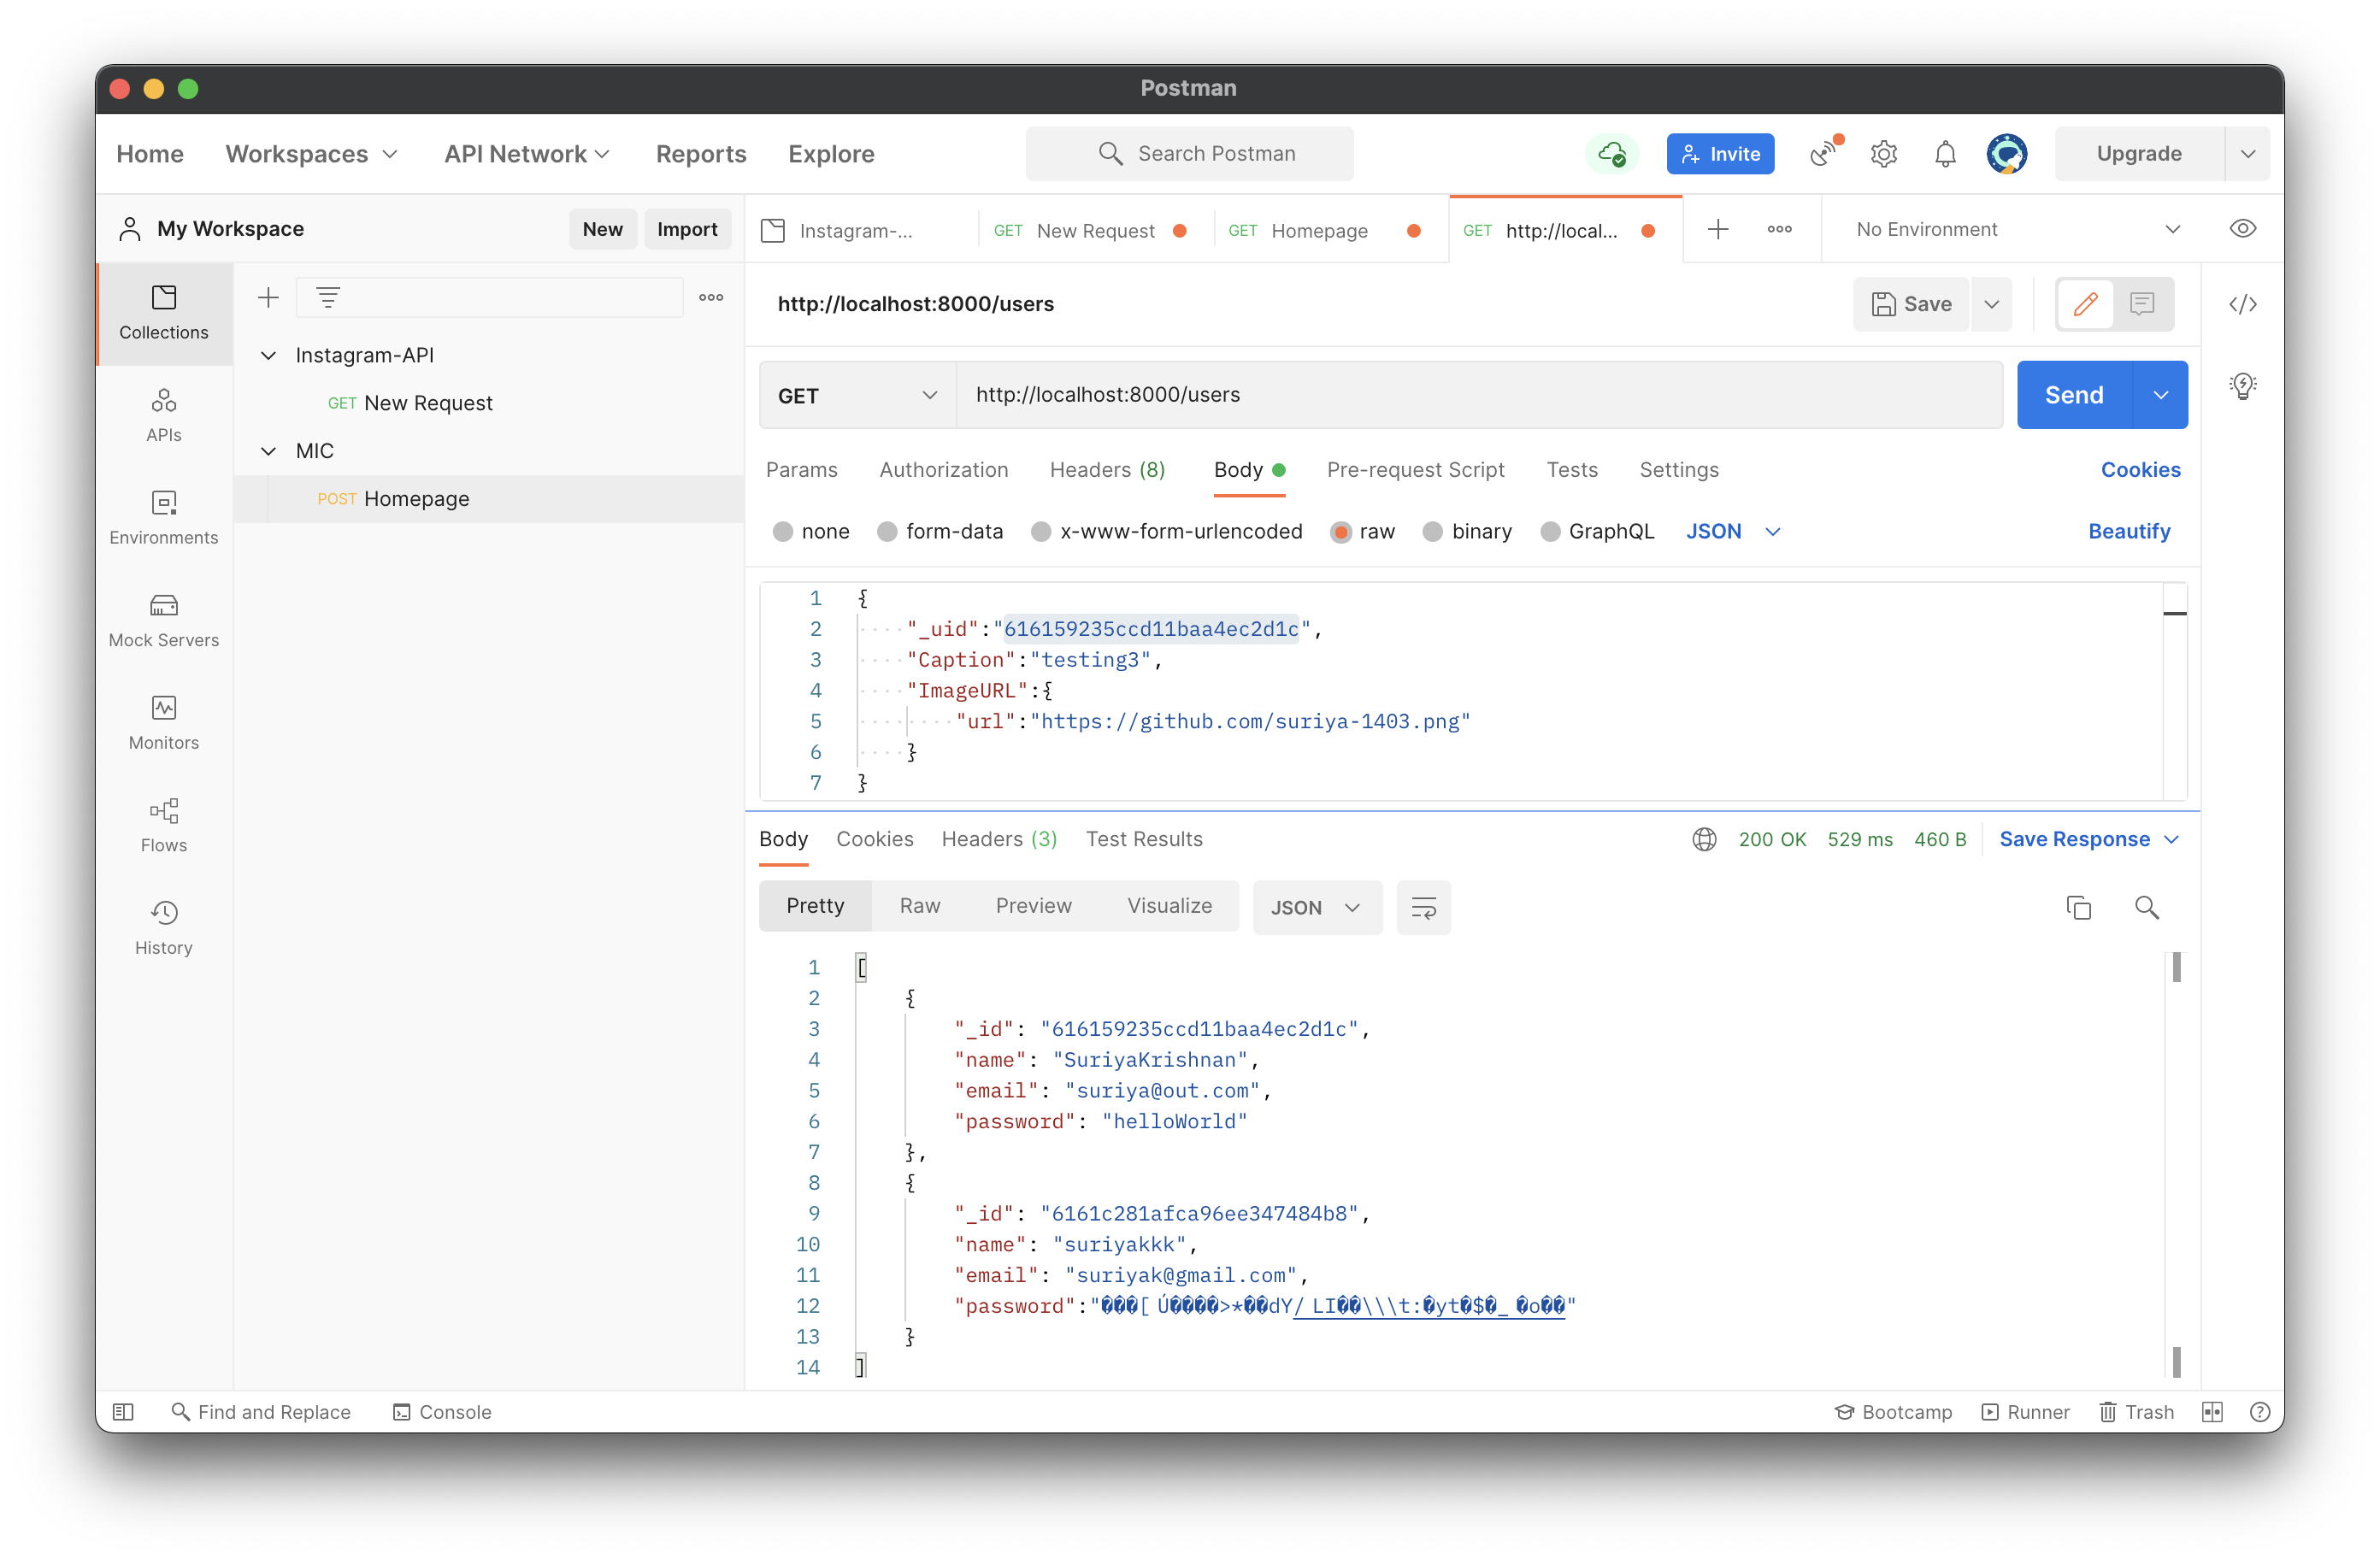 Postman
Home Workspaces API Network Reports Explore Search Postman Invite Upgrade
My Workspace New Import Instagram-... GET New Request GET Homepage GET http://local... No Environment
Collections
APIs
Environments
Mock Servers
Monitors
Flows
History
Instagram-API
GET New Request
MIC
POST Homepage
http://localhost:8000/users Save
GET http://localhost:8000/users Send
Params Authorization Headers (8) Body Pre-request Script Tests Settings Cookies
none form-data x-www-form-urlencoded raw binary GraphQL JSON Beautify
1 {
2 "_uid":"616159235ccd11baa4ec2d1c",
3 "Caption":"testing3",
4 "ImageURL":{
5 "url":"https://github.com/suriya-1403.png"
6 }
7 }
Body Cookies Headers (3) Test Results 200 OK 529 ms 460 B Save Response
Pretty Raw Preview Visualize JSON
1 [
2 {
3 "_id": "616159235ccd11baa4ec2d1c",
4 "name": "SuriyaKrishnan",
5 "email": "suriya@out.com",
6 "password": "helloWorld"
7 },
8 {
9 "_id": "6161c281afca96ee347484b8",
10 "name": "suriyakkk",
11 "email": "suriyak@gmail.com",
12 "password":"���[ Ú����>*��dY/ LI��\\\t:�yt�$�_ �o��"
13 }
14 ]
Find and Replace Console Bootcamp Runner Trash